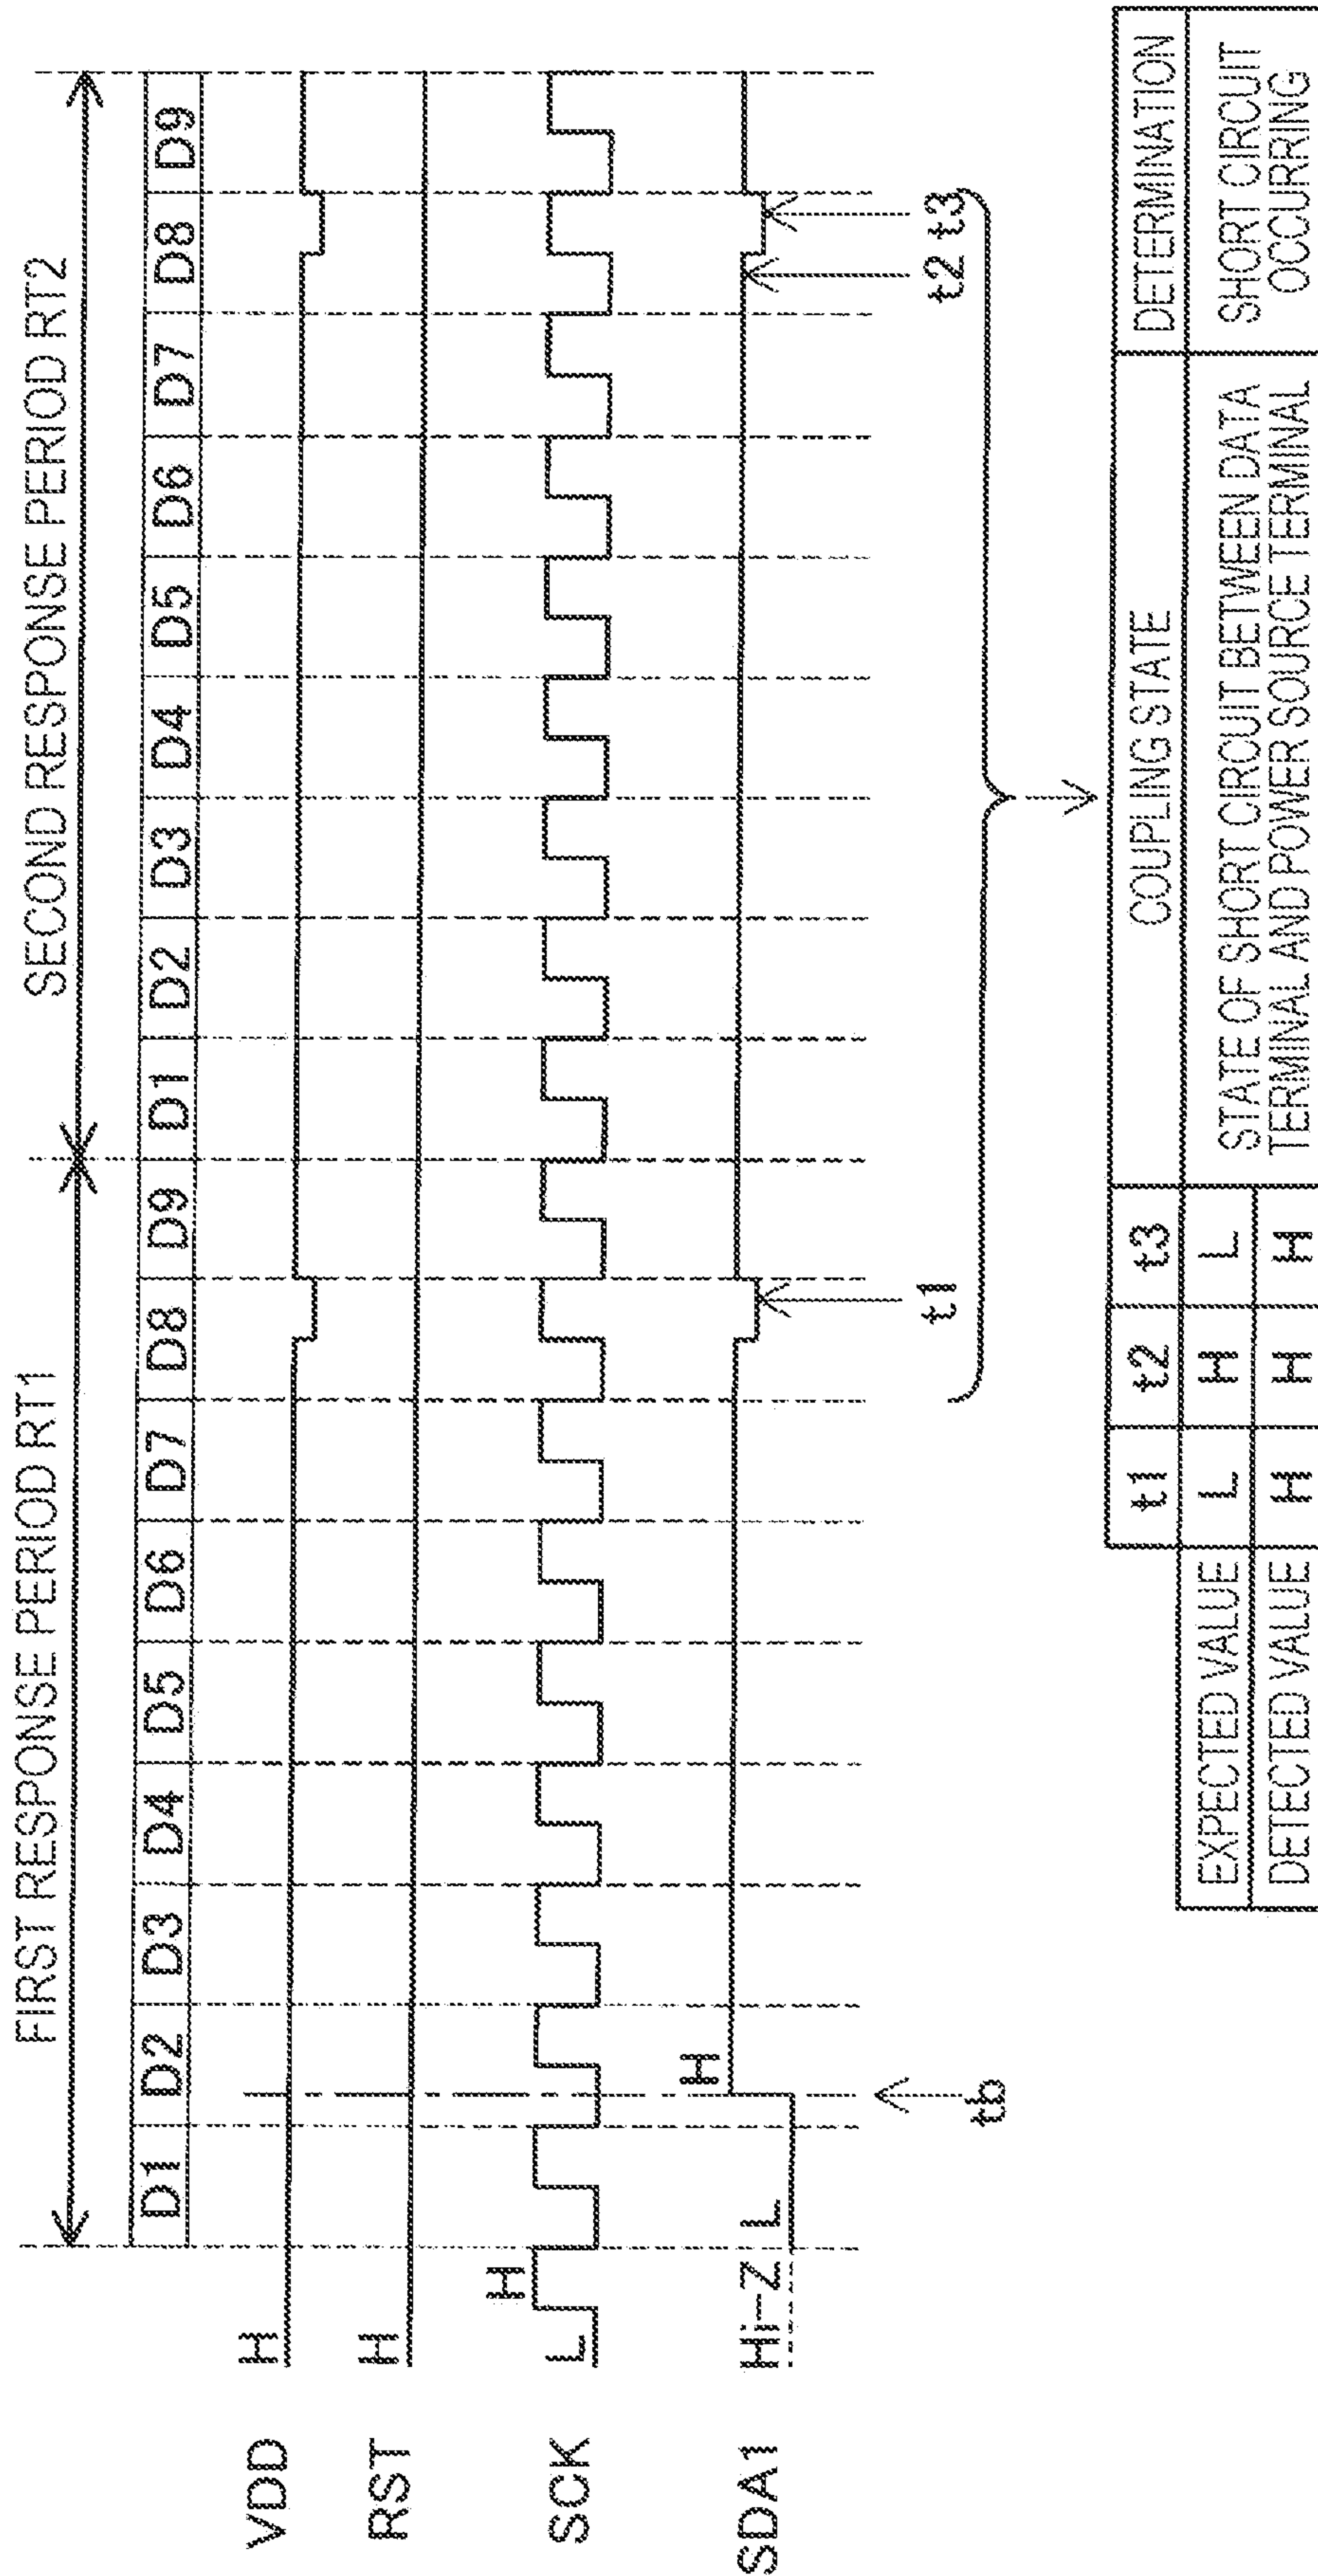 FIRST RESPONSE PERIOD RT1
SECOND RESPONSE PERIOD RT2
D1 D2 D3 D4 D5 D6 D7 D8 D9 D1 D2 D3 D4 D5 D6 D7 D8 D9
VDD H
RST H
SCK L H
SDA1 Hi-Z L H
tb
t1
t2 t3
t1 t2 t3 COUPLING STATE DETERMINATION
EXPECTED VALUE L H L
DETECTED VALUE H H H
STATE OF SHORT CIRCUIT BETWEEN DATA
TERMINAL AND POWER SOURCE TERMINAL
SHORT CIRCUIT
OCCURRING